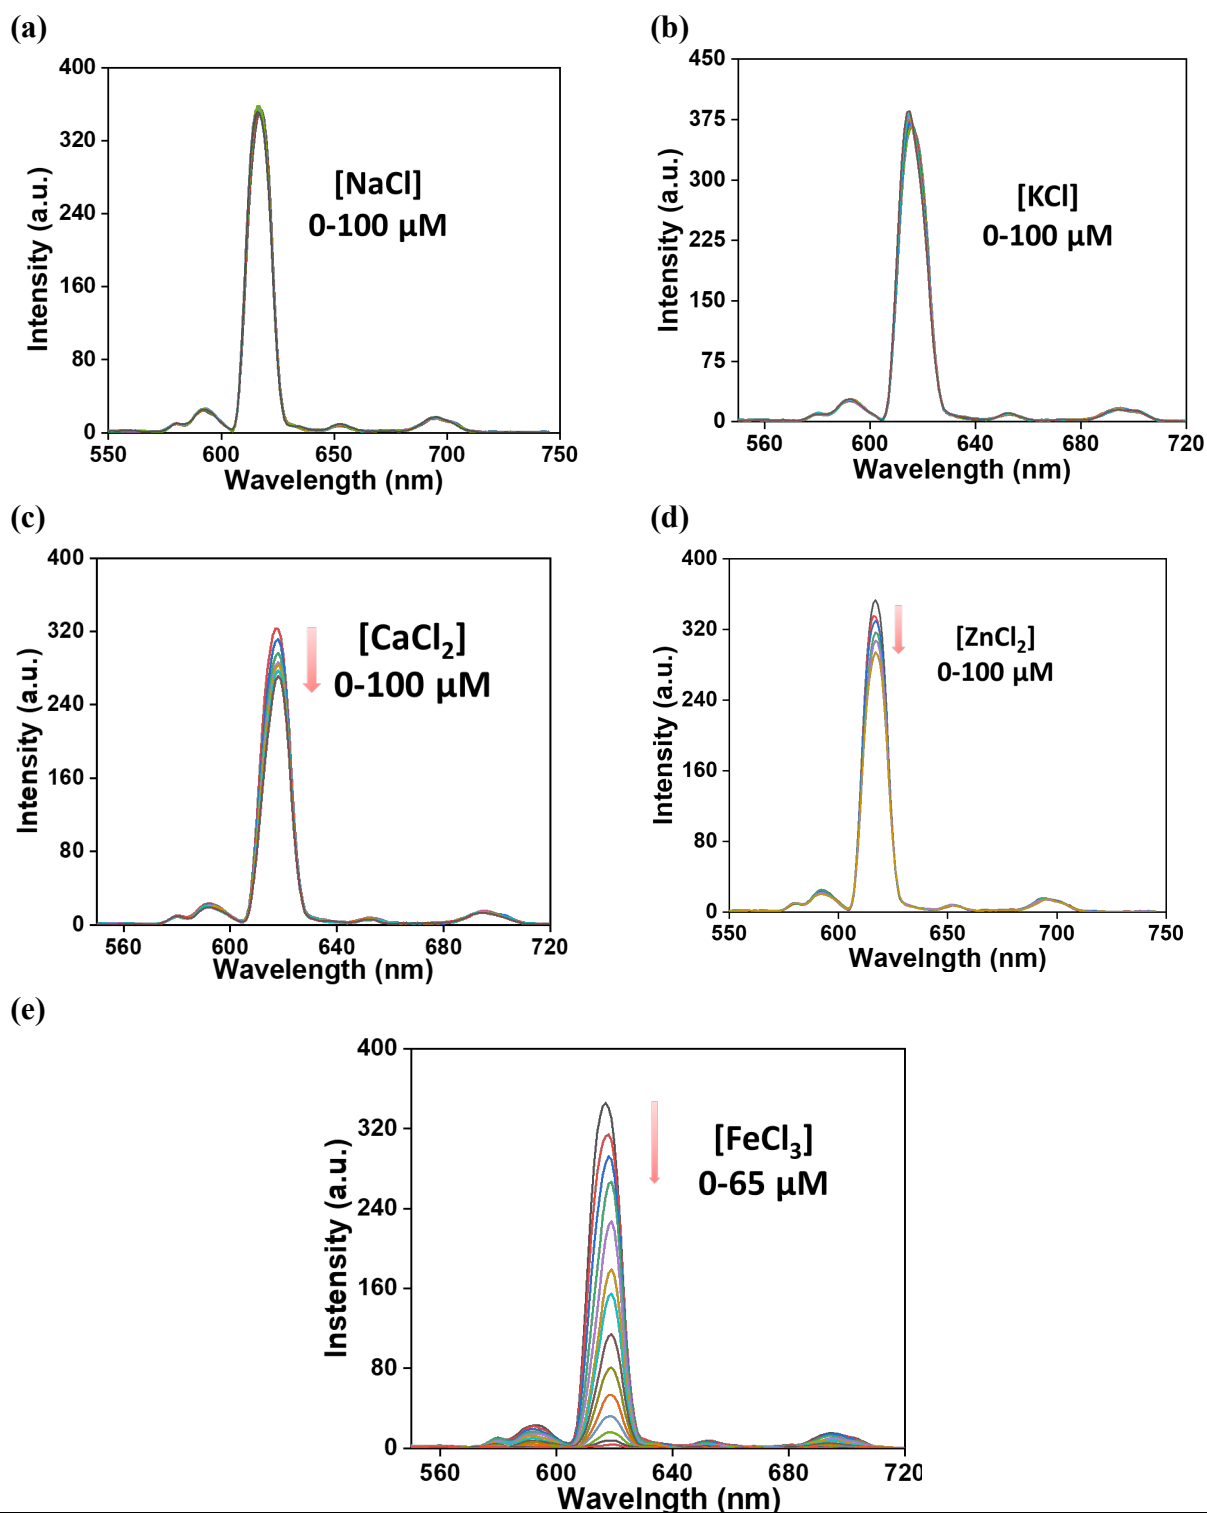 (a)
400
320
240
160
80
0
550
600
650
700
750
Intensity (a.u.)
Wavelength (nm)
[NaCl]
0-100 µM
(b)
450
375
300
225
150
75
0
560
600
640
680
720
Intensity (a.u.)
Wavelength (nm)
[KCl]
0-100 µM
(c)
400
320
240
160
80
0
560
600
640
680
720
Intensity (a.u.)
Wavelength (nm)
[CaCl₂]
0-100 µM
(d)
400
320
240
160
80
0
550
600
650
700
750
Intensity (a.u.)
Wavelngth (nm)
[ZnCl₂]
0-100 µM
(e)
400
320
240
160
80
0
560
600
640
680
720
Instensity (a.u.)
Wavelngth (nm)
[FeCl₃]
0-65 µM